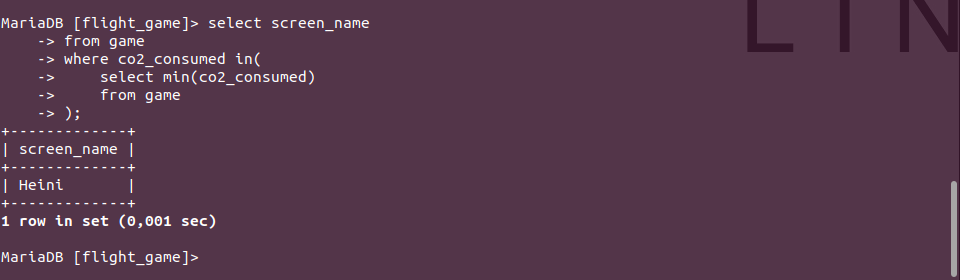 MariaDB [flight_game]> select screen_name
    -> from game
    -> where co2_consumed in(
    ->     select min(co2_consumed)
    ->     from game
    -> );
+-------------+
| screen_name |
+-------------+
| Heini       |
+-------------+
1 row in set (0,001 sec)
MariaDB [flight_game]>